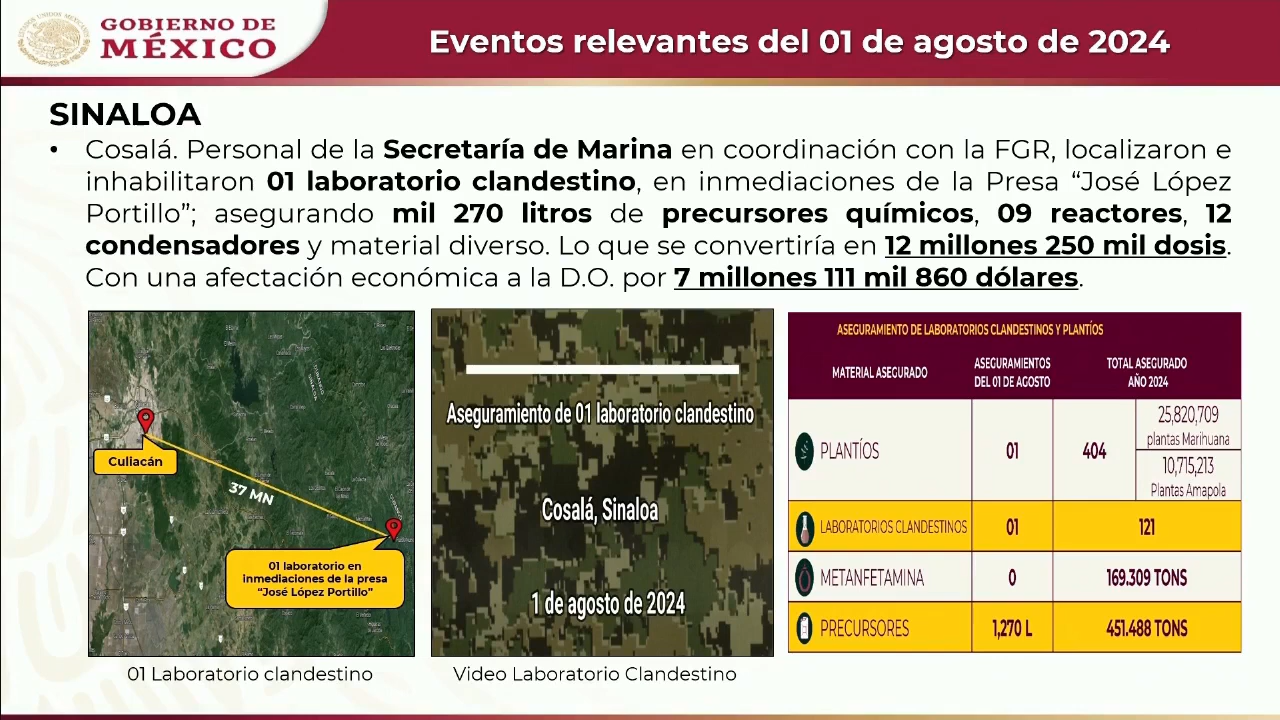 GOBIERNO DE
MÉXICO
Eventos relevantes del 01 de agosto de 2024
SINALOA
• Cosalá. Personal de la Secretaría de Marina en coordinación con la FGR, localizaron e
inhabilitaron 01 laboratorio clandestino, en inmediaciones de la Presa “José López
Portillo”; asegurando mil 270 litros de precursores químicos, 09 reactores, 12
condensadores y material diverso. Lo que se convertiría en 12 millones 250 mil dosis.
Con una afectación económica a la D.O. por 7 millones 111 mil 860 dólares.
Culiacán
37 MN
01 laboratorio en
inmediaciones de la presa
“José López Portillo”
01 Laboratorio clandestino
Aseguramiento de 01 laboratorio clandestino
Cosalá, Sinaloa
1 de agosto de 2024
Video Laboratorio Clandestino
ASEGURAMIENTO DE LABORATORIOS CLANDESTINOS Y PLANTÍOS
MATERIAL ASEGURADO
ASEGURAMIENTOS
DEL 01 DE AGOSTO
TOTAL ASEGURADO
AÑO 2024
PLANTÍOS 01 404
25,820,709
plantas Marihuana
10,715,213
Plantas Amapola
LABORATORIOS CLANDESTINOS 01 121
METANFETAMINA 0 169.309 TONS
PRECURSORES 1,270 L 451.488 TONS